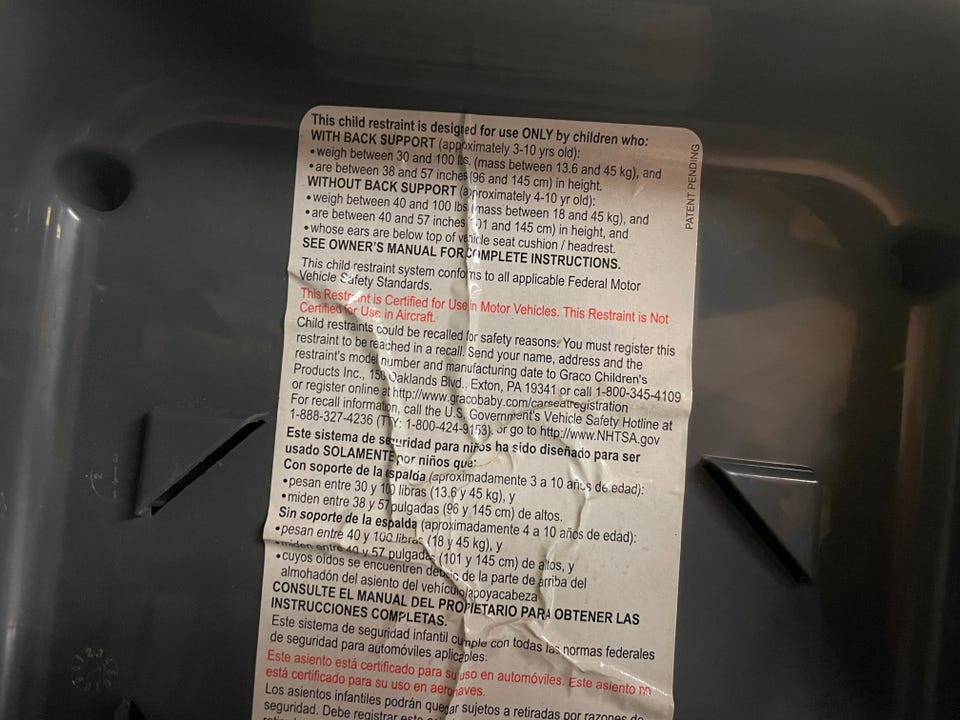 This child restraint is designed for use ONLY by children who:
WITH BACK SUPPORT (approximately 3-10 yrs old):
• weigh between 30 and 100 lbs. (mass between 13.6 and 45 kg), and
• are between 38 and 57 inches (96 and 145 cm) in height.
WITHOUT BACK SUPPORT (approximately 4-10 yr old):
• weigh between 40 and 100 lbs (mass between 18 and 45 kg), and
• are between 40 and 57 inches 01 and 145 cm) in height, and
• whose ears are below top of vehicle seat cushion / headrest.
SEE OWNER'S MANUAL FOR COMPLETE INSTRUCTIONS.
This child restraint system conforms to all applicable Federal Motor
Vehicle Safety Standards.
This Restraint is Certified for Use in Motor Vehicles. This Restraint is Not
Certified for Use in Aircraft.
Child restraints could be recalled for safety reasons. You must register this
restraint to be reached in a recall. Send your name, address and the
restraint's model number and manufacturing date to Graco Children's
Products Inc., 150 Oaklands Blvd., Exton, PA 19341 or call 1-800-345-4109
or register online at http://www.gracobaby.com/carseatregistration
For recall information, call the U.S. Government's Vehicle Safety Hotline at
1-888-327-4236 (TTY: 1-800-424-9153), or go to http://www.NHTSA.gov
Este sistema de seguridad para niños ha sido diseñado para ser
usado SOLAMENTE por niños que:
Con soporte de la espalda (aproximadamente 3 a 10 años de edad):
• pesan entre 30 y 100 libras (13.6 y 45 kg), y
• miden entre 38 y 57 pulgadas (96 y 145 cm) de altos.
Sin soporte de la espalda (aproximadamente 4 a 10 años de edad):
• pesan entre 40 y 100 libras (18 y 45 kg), y
• miden entre 40 y 57 pulgadas (101 y 145 cm) de altos, y
• cuyos oídos se encuentren debajo de la parte de arriba del
almohadón del asiento del vehículo/apoyacabeza
CONSULTE EL MANUAL DEL PROPIETARIO PARA OBTENER LAS
INSTRUCCIONES COMPLETAS.
Este sistema de seguridad infantil cumple con todas las normas federales
de seguridad para automóviles aplicables.
Este asiento está certificado para su uso en automóviles. Este asiento no
está certificado para su uso en aeronaves.
Los asientos infantiles podrán quedar sujetos a retiradas por razones de
seguridad. Debe registrar este
PATENT PENDING